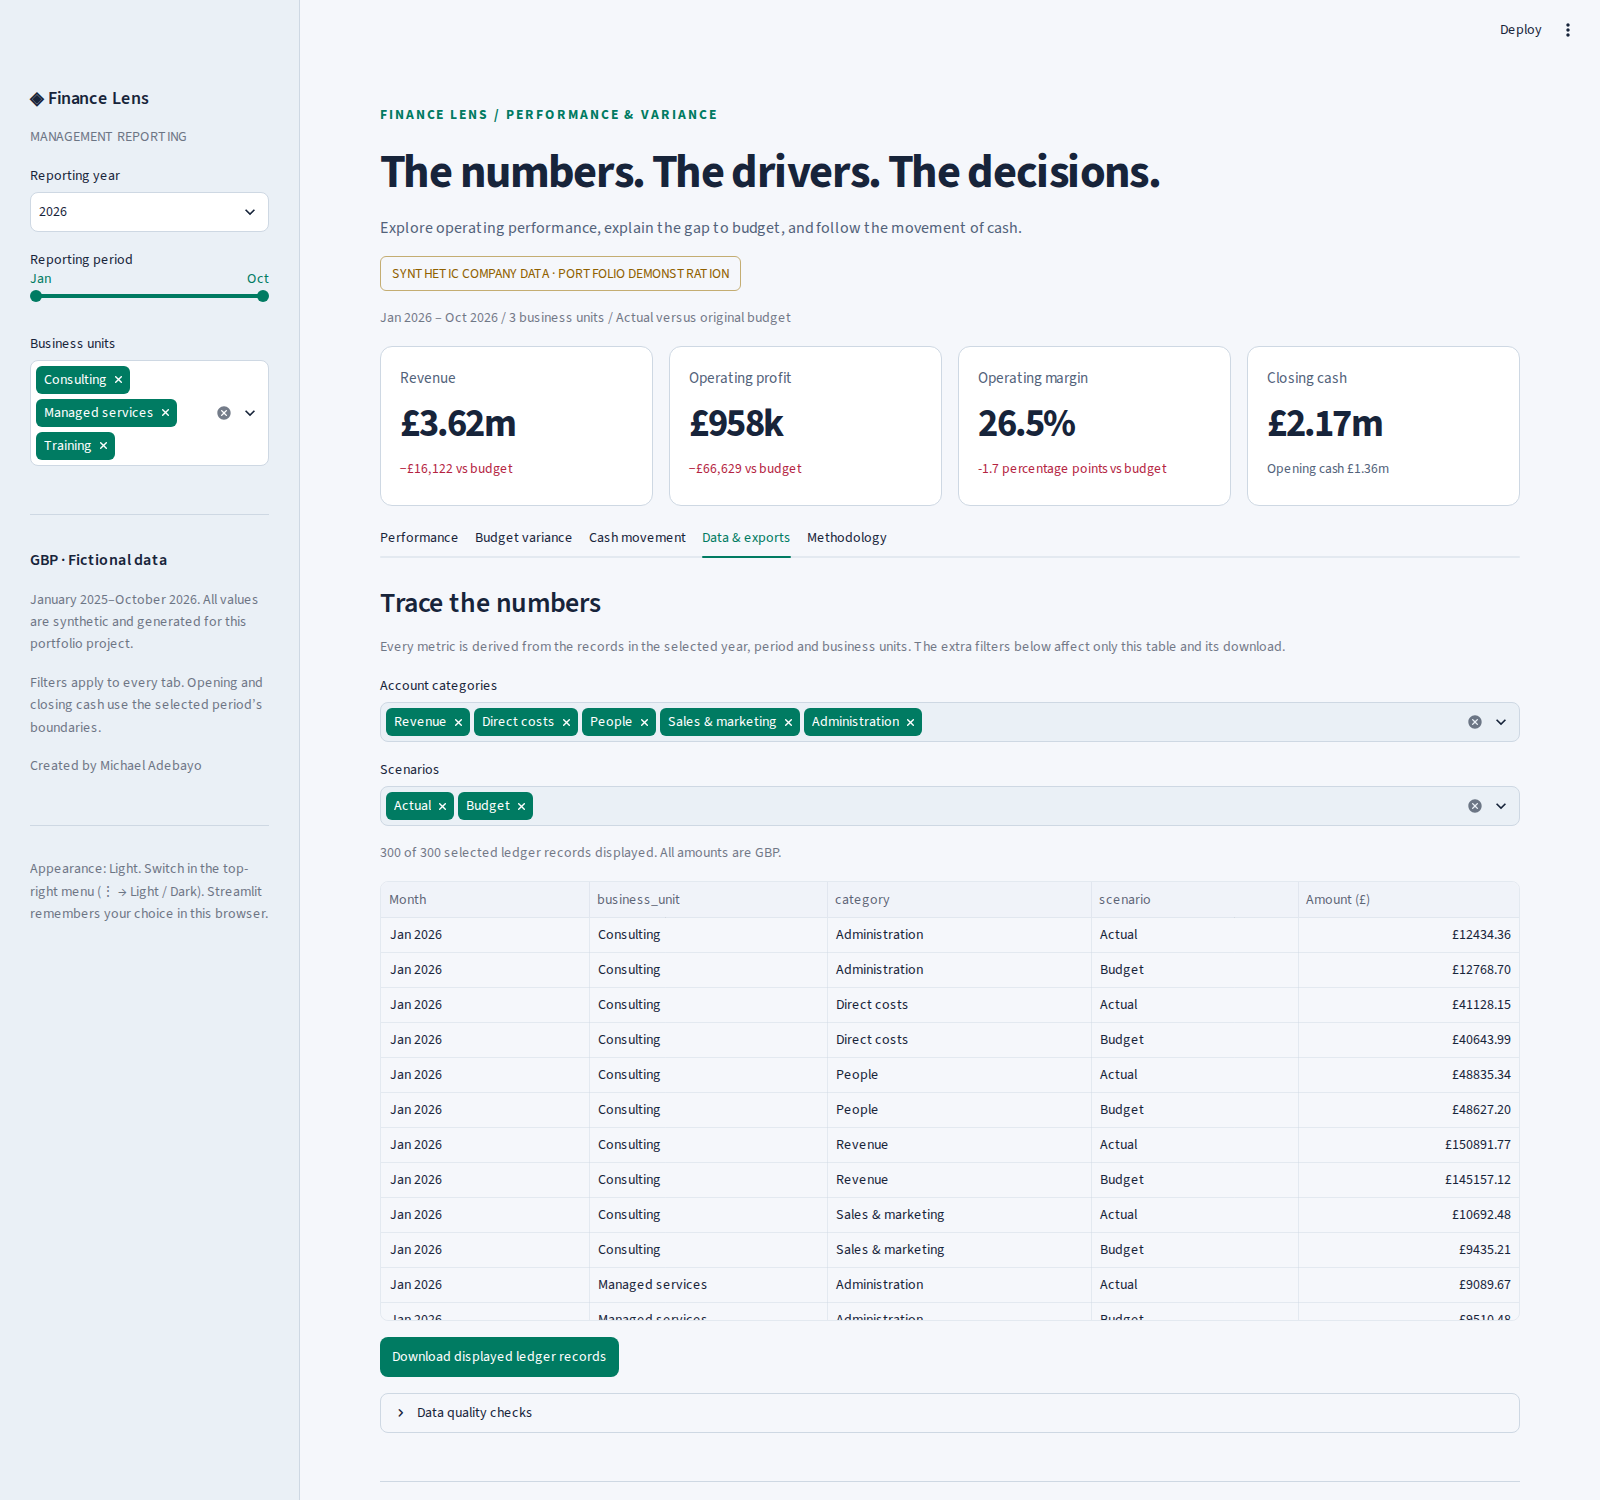 Deploy
◈ Finance Lens
MANAGEMENT REPORTING
Reporting year
2026
Reporting period
Jan Oct
Business units
Consulting
Managed services
Training
GBP · Fictional data
January 2025–October 2026. All values
are synthetic and generated for this
portfolio project.
Filters apply to every tab. Opening and
closing cash use the selected period's
boundaries.
Created by Michael Adebayo
Appearance: Light. Switch in the top-
right menu (⋮ → Light / Dark). Streamlit
remembers your choice in this browser.
FINANCE LENS / PERFORMANCE & VARIANCE
The numbers. The drivers. The decisions.
Explore operating performance, explain the gap to budget, and follow the movement of cash.
SYNTHETIC COMPANY DATA · PORTFOLIO DEMONSTRATION
Jan 2026 – Oct 2026 / 3 business units / Actual versus original budget
Revenue
£3.62m
−£16,122 vs budget
Operating profit
£958k
−£66,629 vs budget
Operating margin
26.5%
-1.7 percentage points vs budget
Closing cash
£2.17m
Opening cash £1.36m
Performance Budget variance Cash movement Data & exports Methodology
Trace the numbers
Every metric is derived from the records in the selected year, period and business units. The extra filters below affect only this table and its download.
Account categories
Revenue Direct costs People Sales & marketing Administration
Scenarios
Actual Budget
300 of 300 selected ledger records displayed. All amounts are GBP.
Month business_unit category scenario Amount (£)
Jan 2026 Consulting Administration Actual £12434.36
Jan 2026 Consulting Administration Budget £12768.70
Jan 2026 Consulting Direct costs Actual £41128.15
Jan 2026 Consulting Direct costs Budget £40643.99
Jan 2026 Consulting People Actual £48835.34
Jan 2026 Consulting People Budget £48627.20
Jan 2026 Consulting Revenue Actual £150891.77
Jan 2026 Consulting Revenue Budget £145157.12
Jan 2026 Consulting Sales & marketing Actual £10692.48
Jan 2026 Consulting Sales & marketing Budget £9435.21
Jan 2026 Managed services Administration Actual £9089.67
Jan 2026 Managed services Administration Budget £9510.48
Download displayed ledger records
Data quality checks